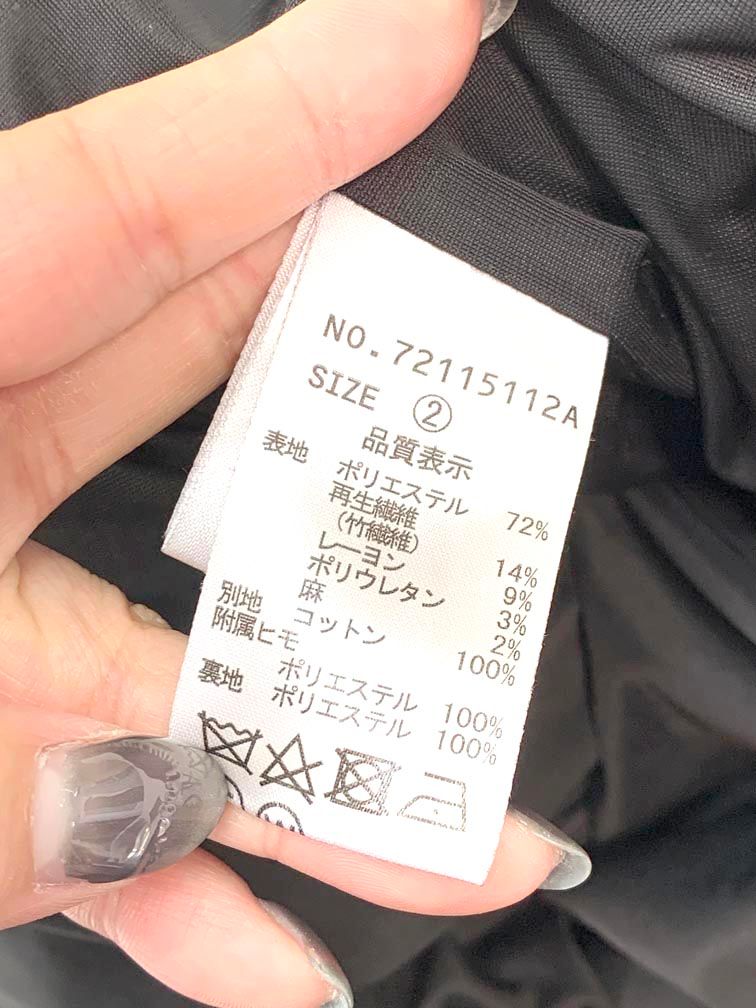 NO. 72115112A
SIZE ②
品質表示
表地 ポリエステル 72%
再生繊維
(竹繊維) 14%
レーヨン 9%
ポリウレタン 3%
麻 2%
別地 コットン 100%
附属ヒモ
ポリエステル 100%
裏地 ポリエステル 100%